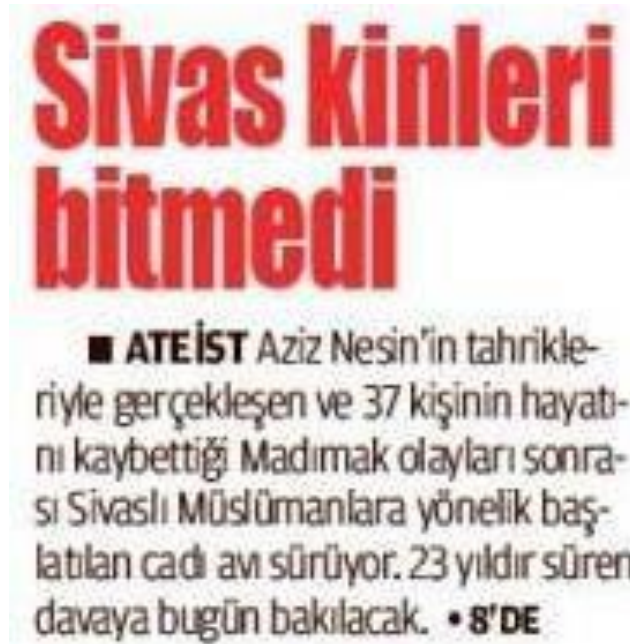 Sivas kinleri
bitmedi
■ ATEİST Aziz Nesin'in tahrikle-
riyle gerçekleşen ve 37 kişinin hayatı-
nı kaybettiği Madımak olayları sonra-
sı Sivaslı Müslümanlara yönelik baş-
latılan cadı avı sürüyor. 23 yıldır süren
davaya bugün bakılacak. • 8'DE